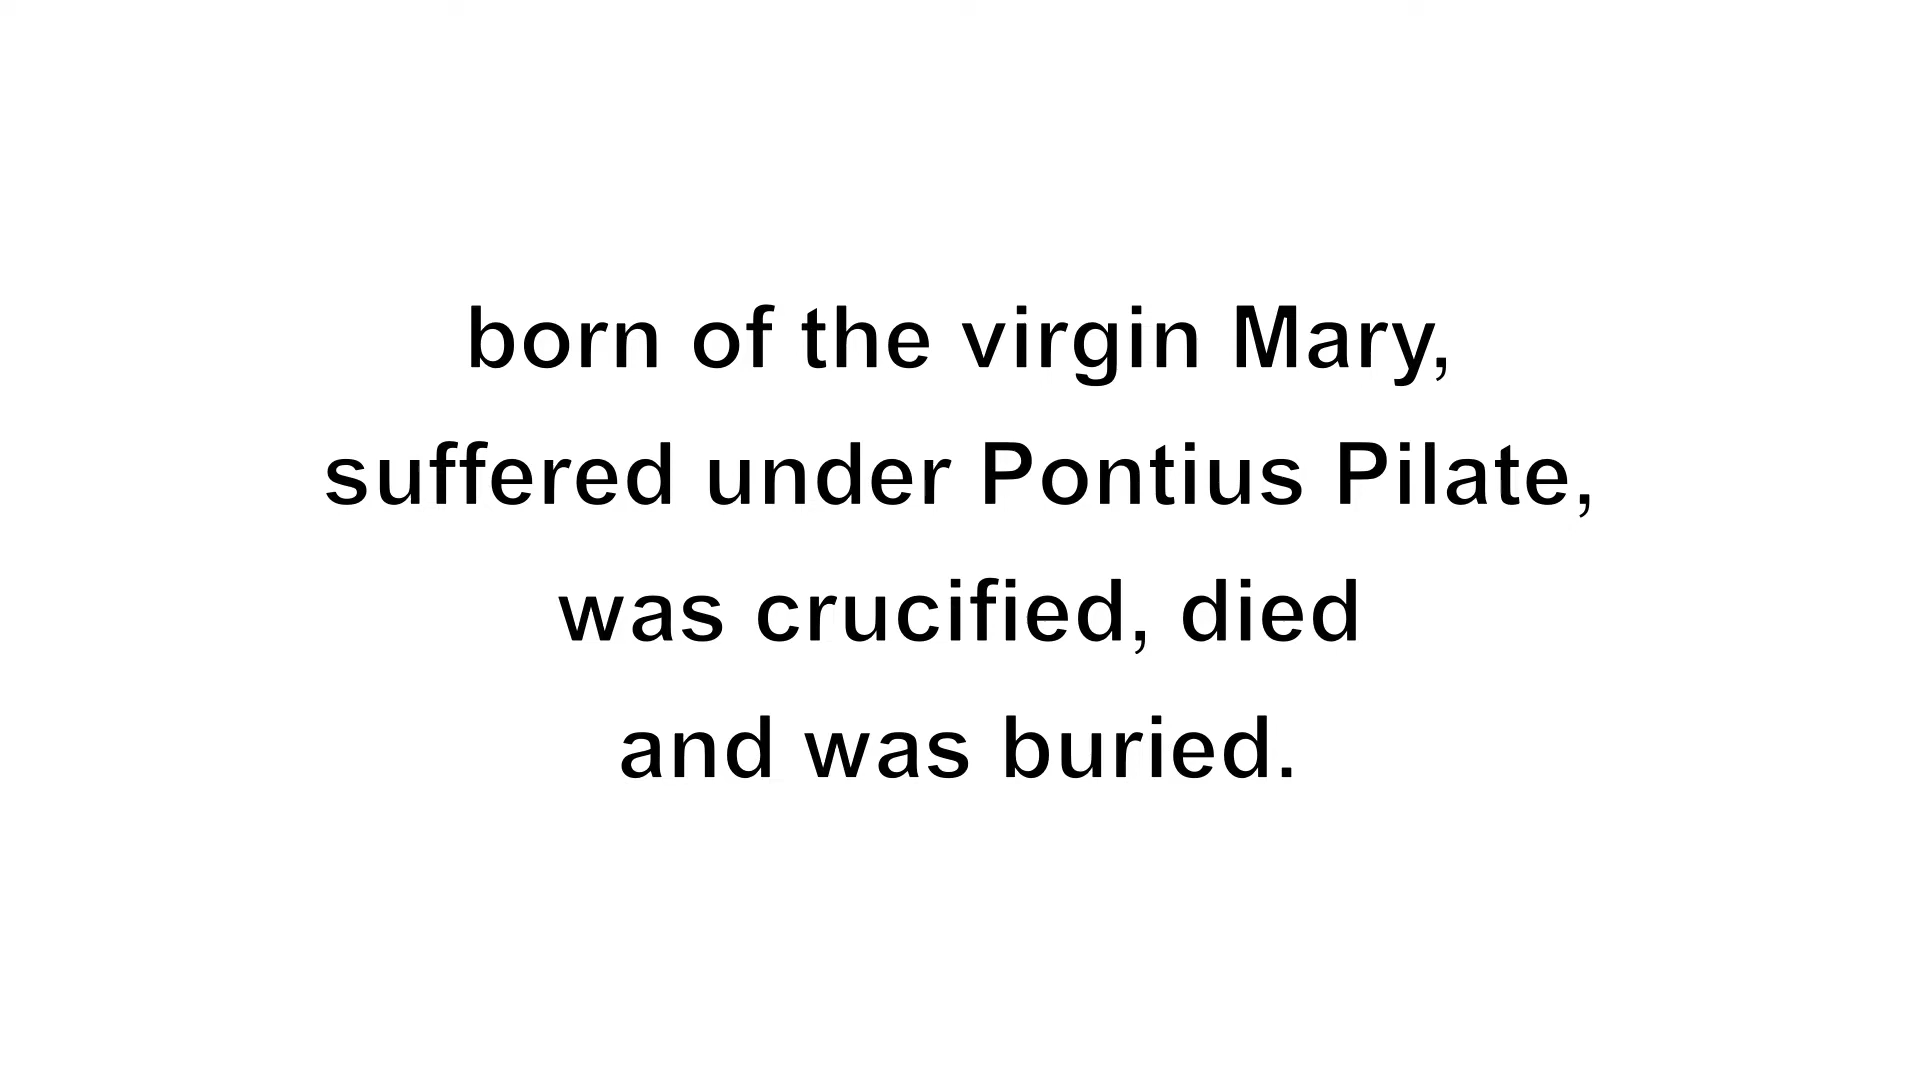 born of the virgin Mary,
suffered under Pontius Pilate,
was crucified, died
and was buried.